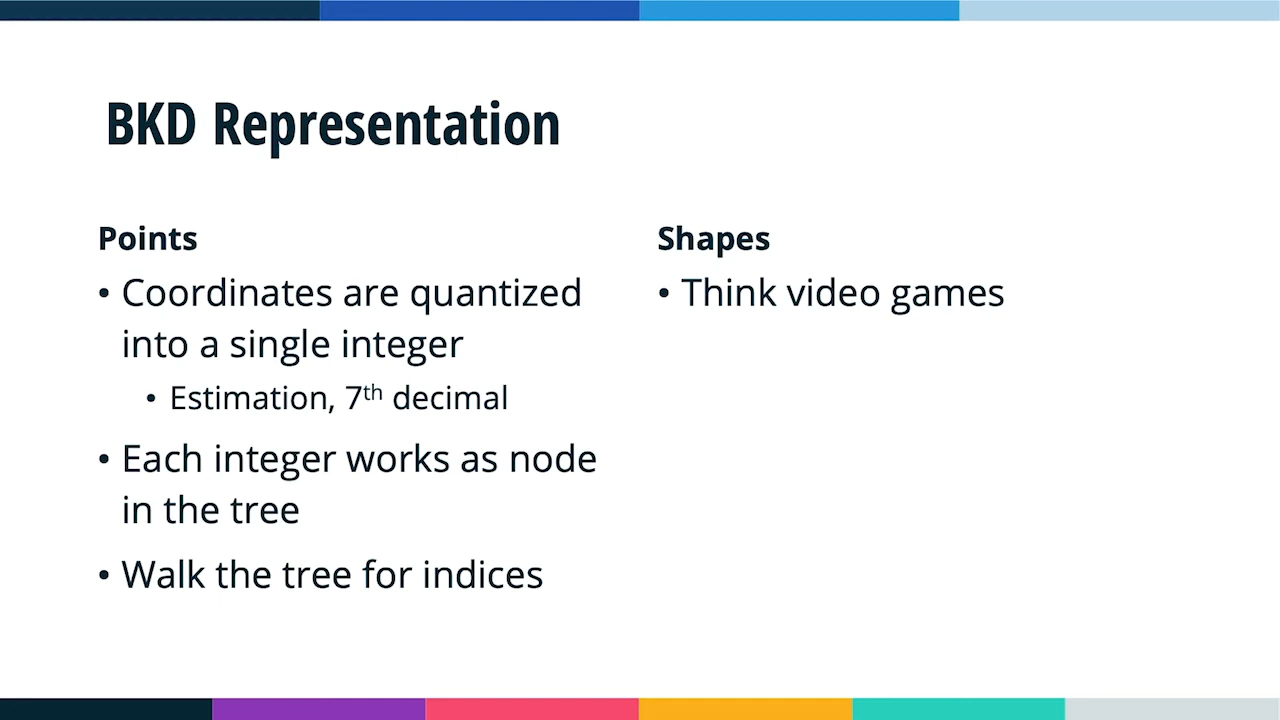 BKD Representation
Points
• Coordinates are quantized
into a single integer
• Estimation, 7th decimal
• Each integer works as node
in the tree
• Walk the tree for indices
Shapes
• Think video games